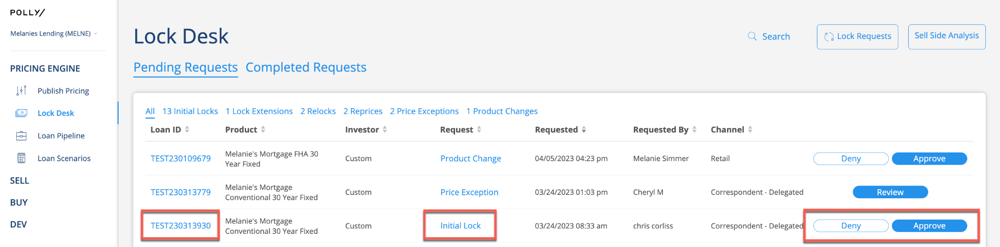 POLLY/
Melanies Lending (MELNE)
PRICING ENGINE
Publish Pricing
Lock Desk
Loan Pipeline
Loan Scenarios
SELL
BUY
DEV
Lock Desk
Search
Lock Requests
Sell Side Analysis
Pending Requests Completed Requests
All 13 Initial Locks 1 Lock Extensions 2 Relocks 2 Reprices 2 Price Exceptions 1 Product Changes
Loan ID Product Investor Request Requested Requested By Channel
TEST230109679 Melanie's Mortgage FHA 30 Custom Product Change 04/05/2023 04:23 pm Melanie Simmer Retail Deny Approve
Year Fixed
TEST230313779 Melanie's Mortgage Custom Price Exception 03/24/2023 01:03 pm Cheryl M Correspondent - Delegated Review
Conventional 30 Year Fixed
TEST230313930 Melanie's Mortgage Custom Initial Lock 03/24/2023 08:33 am chris corliss Correspondent - Delegated Deny Approve
Conventional 30 Year Fixed